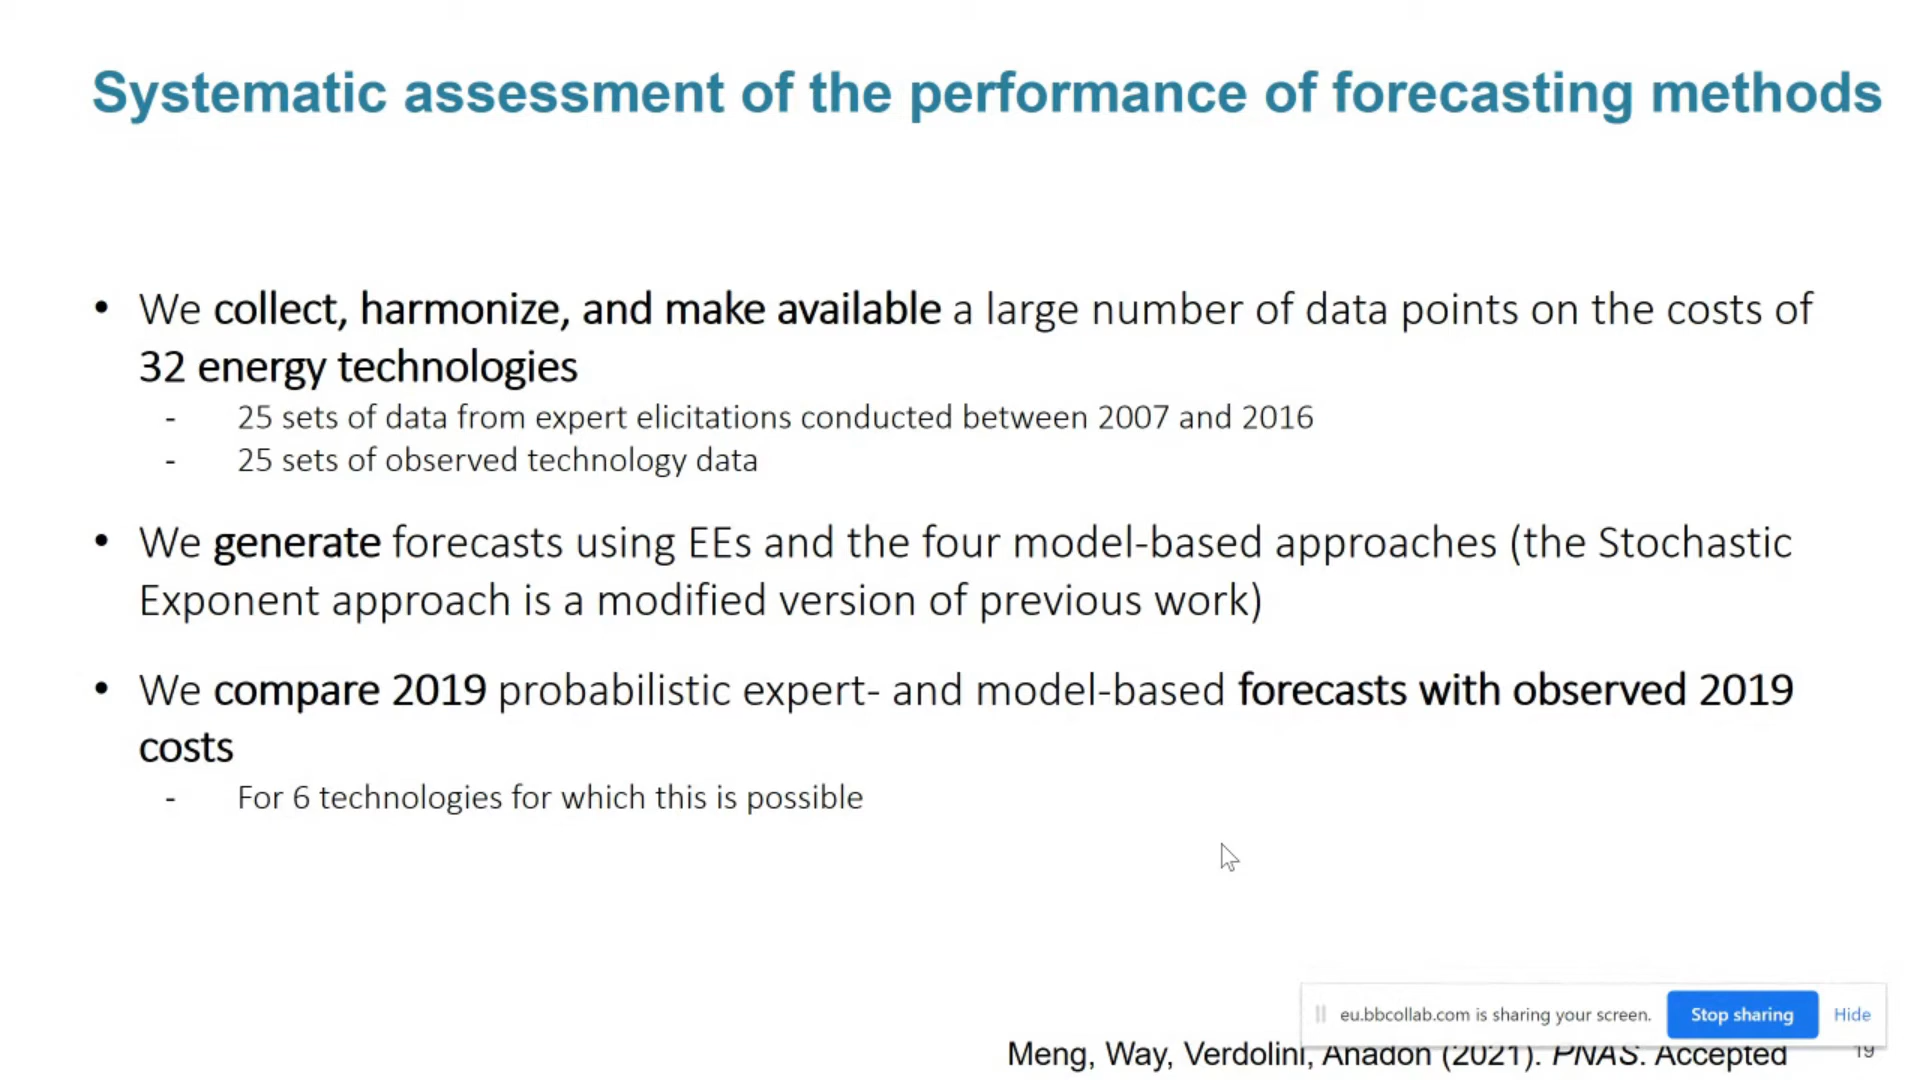 Systematic assessment of the performance of forecasting methods
• We collect, harmonize, and make available a large number of data points on the costs of
32 energy technologies
- 25 sets of data from expert elicitations conducted between 2007 and 2016
- 25 sets of observed technology data
• We generate forecasts using EEs and the four model-based approaches (the Stochastic
Exponent approach is a modified version of previous work)
• We compare 2019 probabilistic expert- and model-based forecasts with observed 2019
costs
- For 6 technologies for which this is possible
eu.bbcollab.com is sharing your screen. Stop sharing Hide
Meng, Way, Verdolini, Anadon (2021). PNAS. Accepted 19